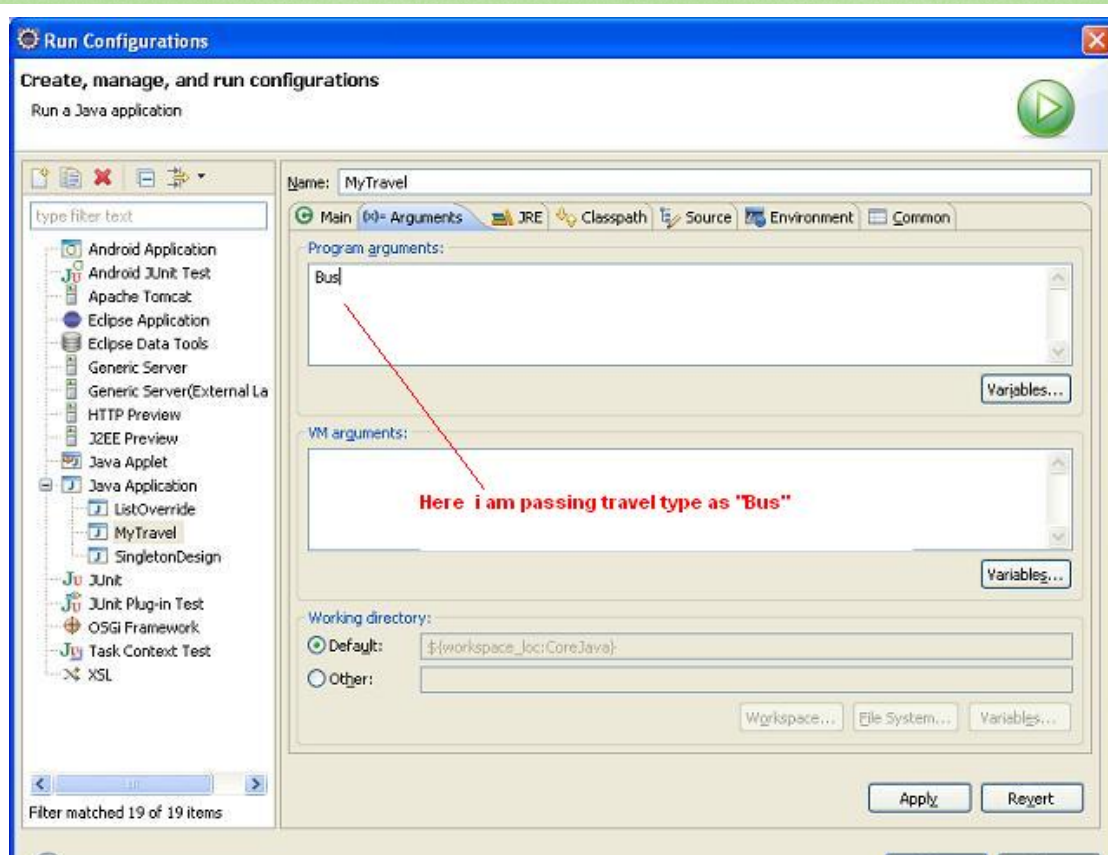 Run Configurations
Create, manage, and run configurations
Run a Java application
type filter text
Android Application
Android JUnit Test
Apache Tomcat
Eclipse Application
Eclipse Data Tools
Generic Server
Generic Server(External La
HTTP Preview
J2EE Preview
Java Applet
Java Application
ListOverride
MyTravel
SingletonDesign
JUnit
JUnit Plug-in Test
OSGi Framework
Task Context Test
XSL
Filter matched 19 of 19 items
Name: MyTravel
Main (x)= Arguments JRE Classpath Source Environment Common
Program arguments:
Bus
Variables...
VM arguments:
Here i am passing travel type as "Bus"
Variables...
Working directory:
Default: ${workspace_loc:CoreJava}
Other:
Workspace... File System... Variables...
Apply Revert